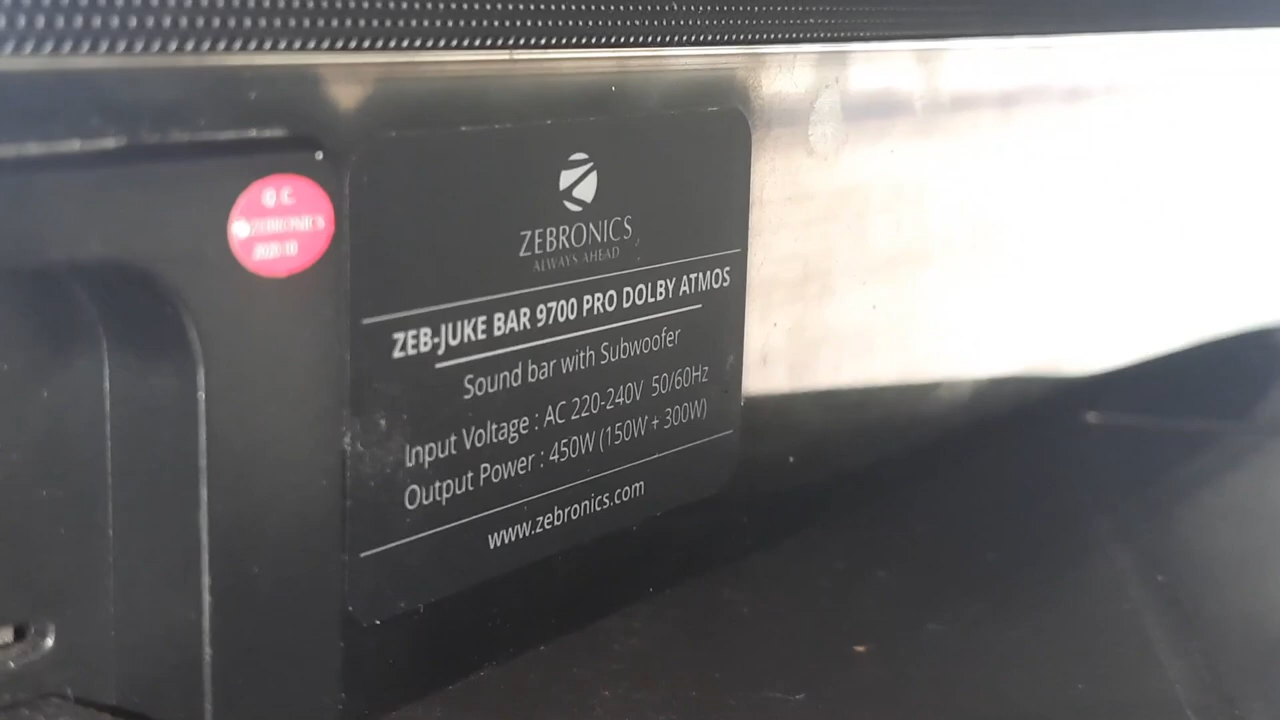 Q C
ZEBRONICS
ZEBRONICS
ALWAYS AHEAD
ZEB-JUKE BAR 9700 PRO DOLBY ATMOS
Sound bar with Subwoofer
Input Voltage : AC 220-240V 50/60Hz
Output Power : 450W (150W + 300W)
www.zebronics.com